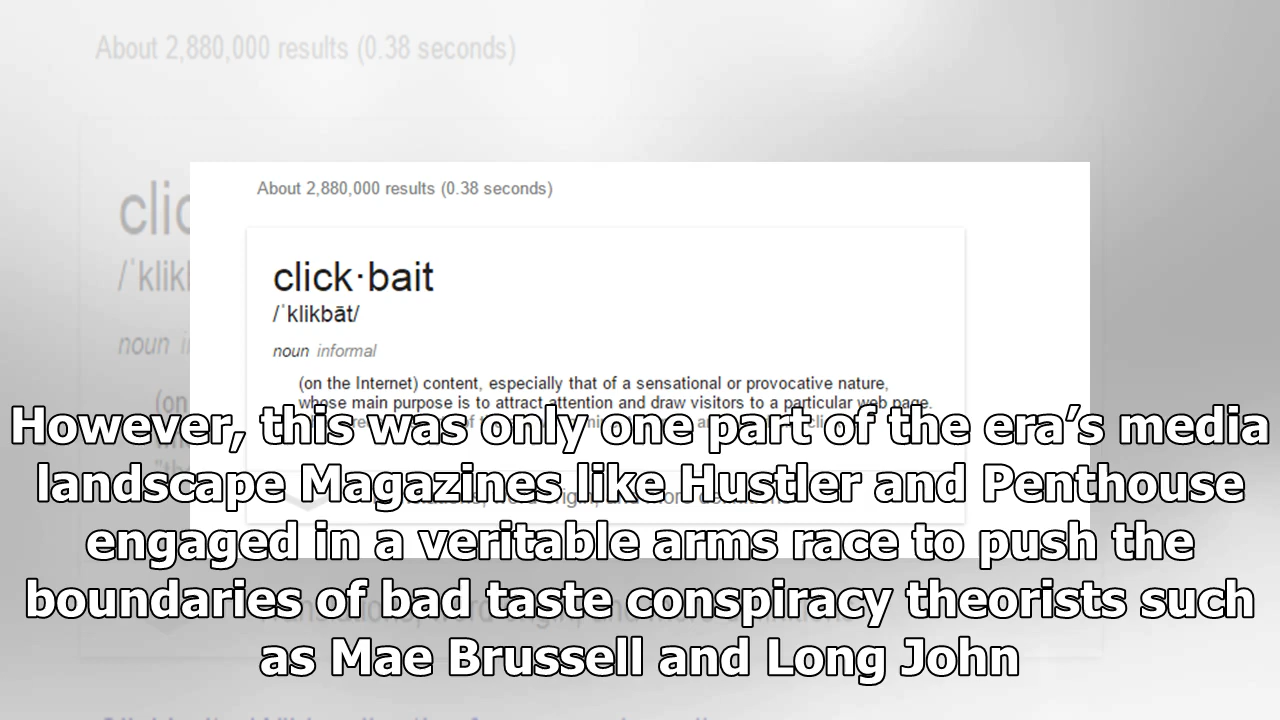 About 2,880,000 results (0.38 seconds)
About 2,880,000 results (0.38 seconds)
click·bait
/ˈklikbāt/
noun informal
(on the Internet) content, especially that of a sensational or provocative nature,
whose main purpose is to attract attention and draw visitors to a particular web page.
However, this was only one part of the era’s media
landscape Magazines like Hustler and Penthouse
engaged in a veritable arms race to push the
boundaries of bad taste conspiracy theorists such
as Mae Brussell and Long John